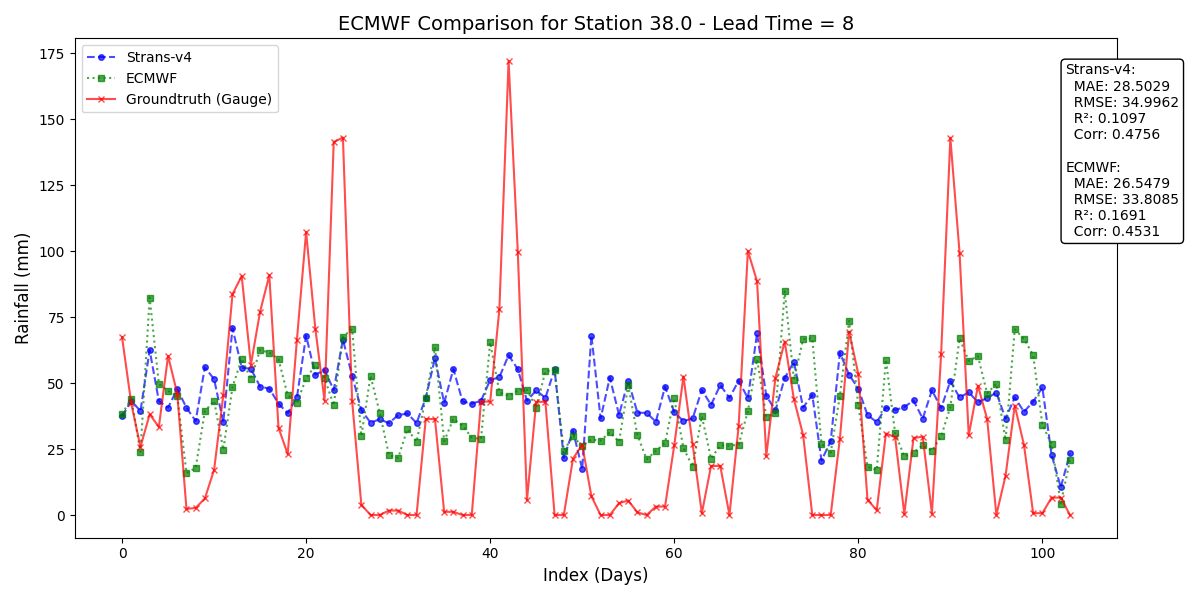 ECMWF Comparison for Station 38.0 - Lead Time = 8
Strans-v4
ECMWF
Groundtruth (Gauge)
Strans-v4:
MAE: 28.5029
RMSE: 34.9962
R²: 0.1097
Corr: 0.4756
ECMWF:
MAE: 26.5479
RMSE: 33.8085
R²: 0.1691
Corr: 0.4531
Rainfall (mm)
175
150
125
100
75
50
25
0
0 20 40 60 80 100
Index (Days)